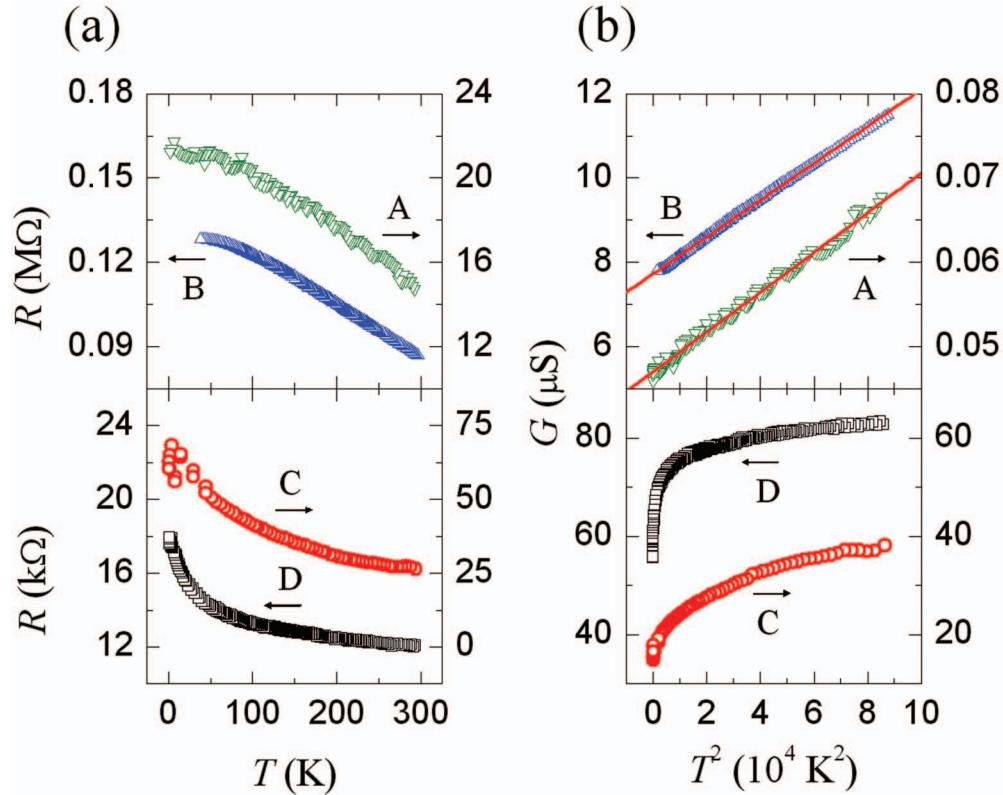 (a)
(b)
0.18
0.16
0.12
0.09
24
20
16
12
12
10
8
6
0.08
0.07
0.06
0.05
R (MΩ)
A
B
B
A
24
20
16
12
75
50
25
0
80
60
40
60
40
20
R (kΩ)
G (μS)
C
D
D
C
0 100 200 300
0 2 4 6 8 10
T (K)
T² (10⁴ K²)